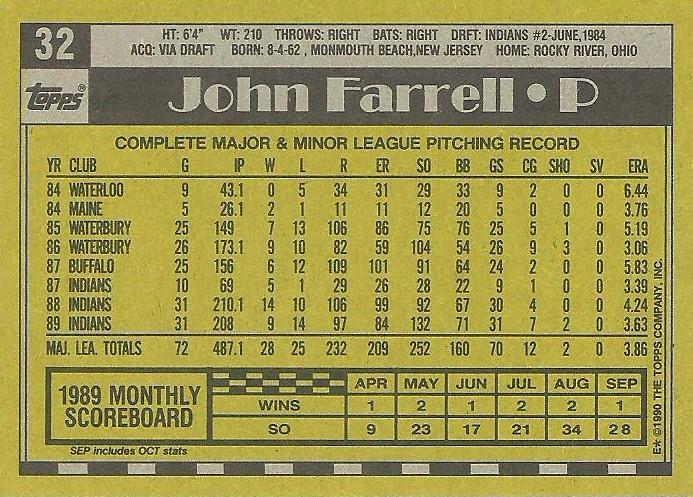 32
HT: 6'4" WT: 210 THROWS: RIGHT BATS: RIGHT DRFT: INDIANS #2-JUNE,1984
ACQ: VIA DRAFT BORN: 8-4-62 , MONMOUTH BEACH,NEW JERSEY HOME: ROCKY RIVER, OHIO
Topps® John Farrell • P
COMPLETE MAJOR & MINOR LEAGUE PITCHING RECORD
YR CLUB G IP W L R ER SO BB GS CG SHO SV ERA
84 WATERLOO 9 43.1 0 5 34 31 29 33 9 2 0 0 6.44
84 MAINE 5 26.1 2 1 11 11 12 20 5 0 0 0 3.76
85 WATERBURY 25 149 7 13 106 86 75 76 25 5 1 0 5.19
86 WATERBURY 26 173.1 9 10 82 59 104 54 26 9 3 0 3.06
87 BUFFALO 25 156 6 12 109 101 91 64 24 2 0 0 5.83
87 INDIANS 10 69 5 1 29 26 28 22 9 1 0 0 3.39
88 INDIANS 31 210.1 14 10 106 99 92 67 30 4 0 0 4.24
89 INDIANS 31 208 9 14 97 84 132 71 31 7 2 0 3.63
MAJ. LEA. TOTALS 72 487.1 28 25 232 209 252 160 70 12 2 0 3.86
1989 MONTHLY
SCOREBOARD
APR MAY JUN JUL AUG SEP
WINS 1 2 1 2 2 1
SO 9 23 17 21 34 28
SEP includes OCT stats
E* ©1990 THE TOPPS COMPANY, INC.